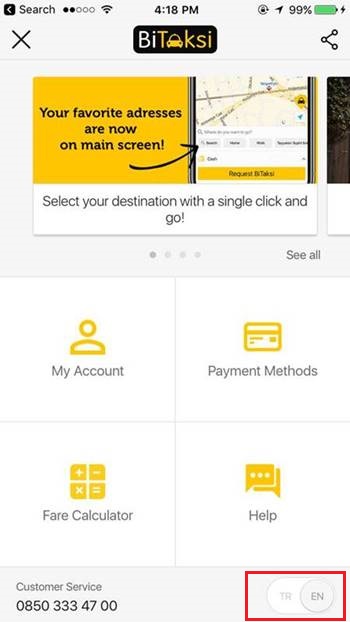 Search
4:18 PM
99%
BiTaksi
Your favorite adresses
are now
on main screen!
Where do you want to go?
Search
Home
Work
Cash
Request BiTaksi
Select your destination with a single click and
go!
See all
My Account
Payment Methods
Fare Calculator
Help
Customer Service
0850 333 47 00
TR
EN